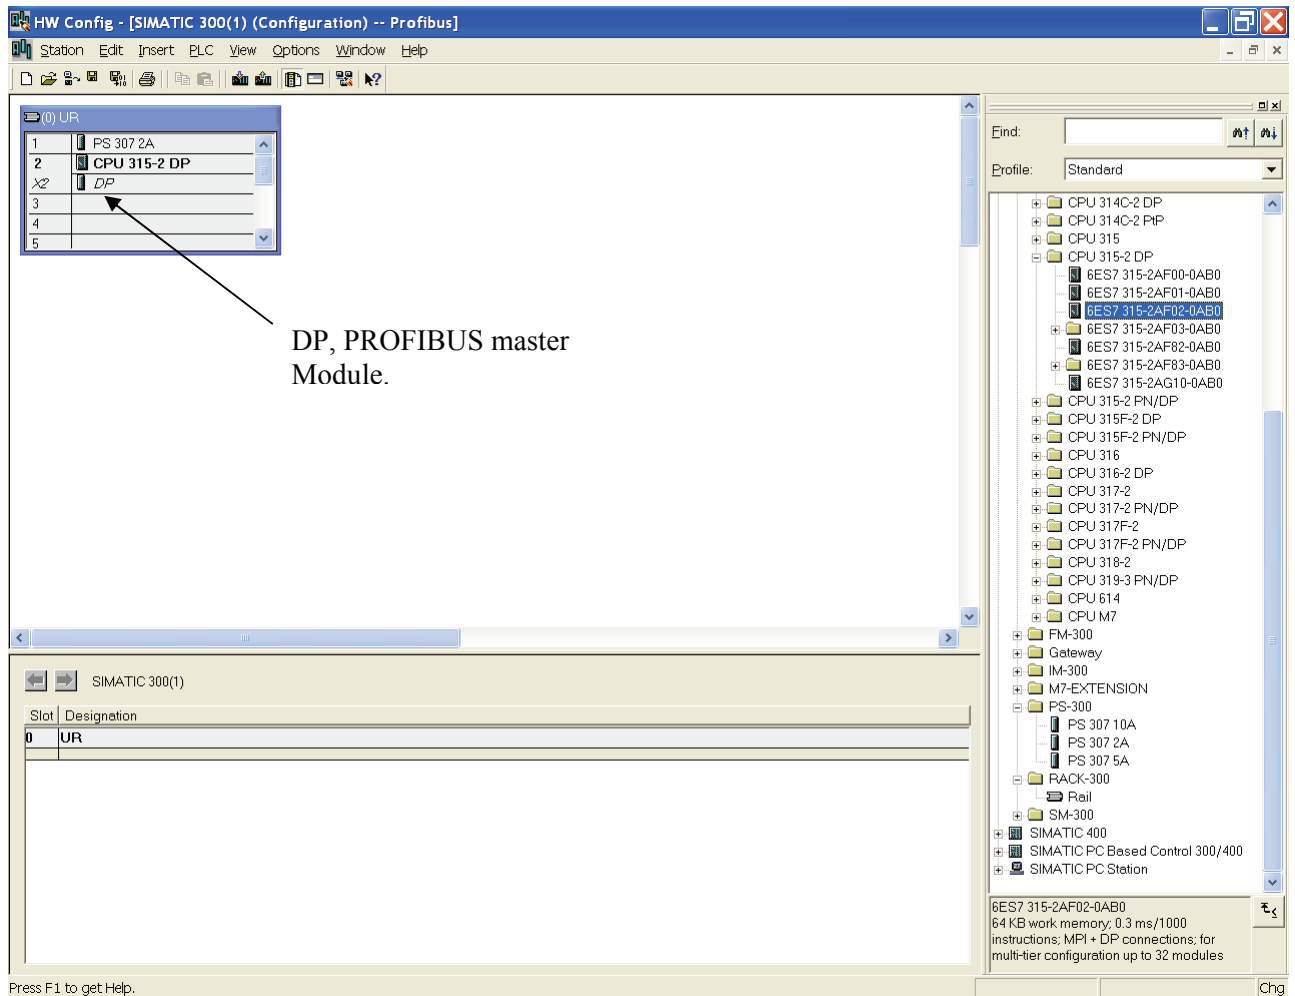 HW Config - [SIMATIC 300(1) (Configuration) -- Profibus]
Station Edit Insert PLC View Options Window Help
(0) UR
1 PS 307 2A
2 CPU 315-2 DP
X2 DP
3
4
5
DP, PROFIBUS master
Module.
SIMATIC 300(1)
Slot Designation
0 UR
Find:
Profile: Standard
CPU 314C-2 DP
CPU 314C-2 PtP
CPU 315
CPU 315-2 DP
6ES7 315-2AF00-0AB0
6ES7 315-2AF01-0AB0
6ES7 315-2AF02-0AB0
6ES7 315-2AF03-0AB0
6ES7 315-2AF82-0AB0
6ES7 315-2AF83-0AB0
6ES7 315-2AG10-0AB0
CPU 315-2 PN/DP
CPU 315F-2 DP
CPU 315F-2 PN/DP
CPU 316
CPU 316-2 DP
CPU 317-2
CPU 317-2 PN/DP
CPU 317F-2
CPU 317F-2 PN/DP
CPU 318-2
CPU 319-3 PN/DP
CPU 614
CPU M7
FM-300
Gateway
IM-300
M7-EXTENSION
PS-300
PS 307 10A
PS 307 2A
PS 307 5A
RACK-300
Rail
SM-300
SIMATIC 400
SIMATIC PC Based Control 300/400
SIMATIC PC Station
6ES7 315-2AF02-0AB0
64 KB work memory; 0.3 ms/1000
instructions; MPI + DP connections; for
multi-tier configuration up to 32 modules
Press F1 to get Help.
Chg